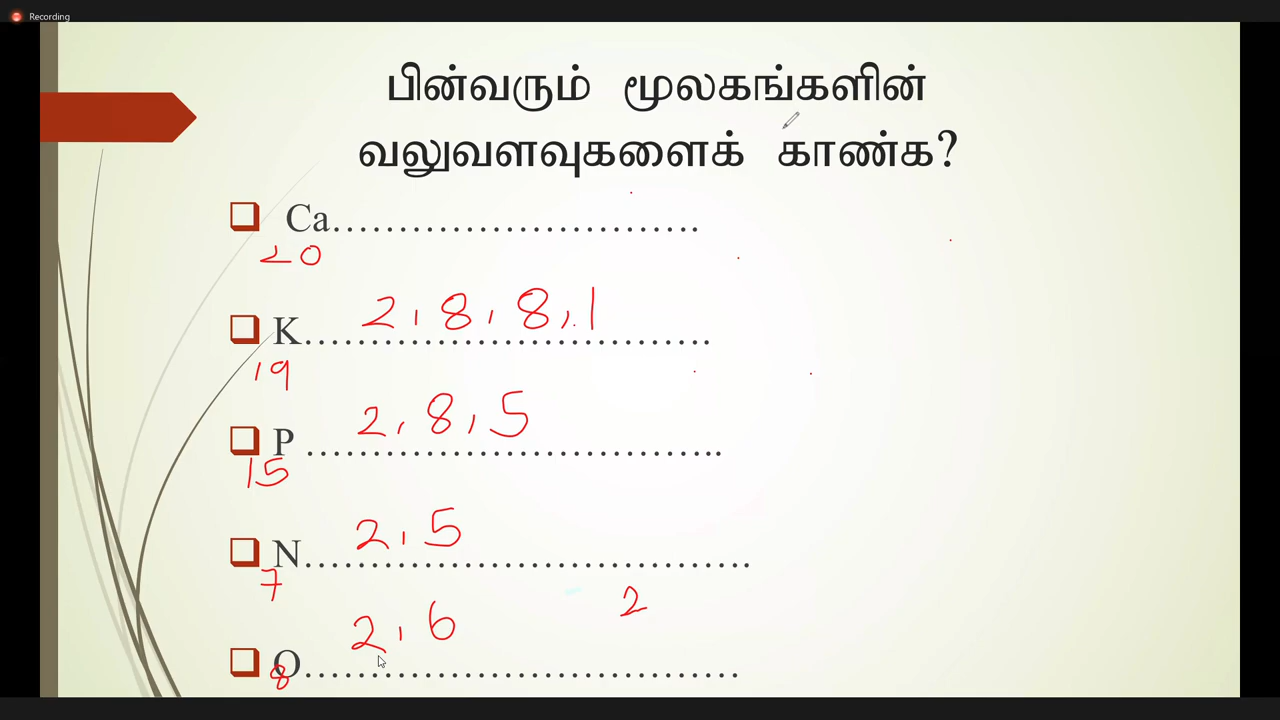 Recording
பின்வரும் மூலகங்களின்
வலுவளவுகளைக் காண்க?
Ca………………………….
20
2, 8, 8, 1
K…………………………….
19
2, 8, 5
P ……………………………..
15
2, 5
N……………………………….
7
2
2, 6
O………………………………
8